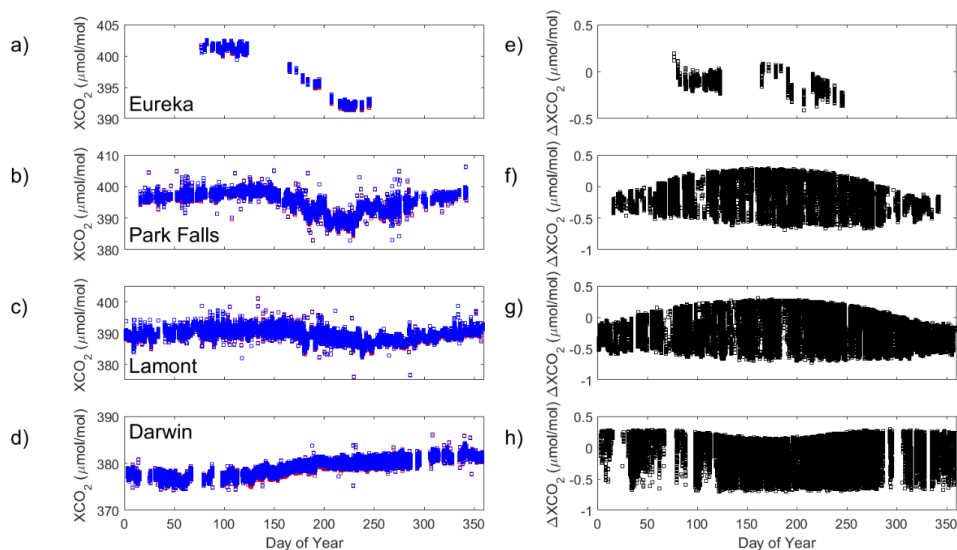 a)
XCO2 (μmol/mol)
405
400
395
390
Eureka
e)
ΔXCO2 (μmol/mol)
0.5
0
-0.5
b)
XCO2 (μmol/mol)
410
400
390
380
Park Falls
f)
ΔXCO2 (μmol/mol)
0.5
0
-0.5
-1
c)
XCO2 (μmol/mol)
400
390
380
Lamont
g)
ΔXCO2 (μmol/mol)
0.5
0
-0.5
-1
d)
XCO2 (μmol/mol)
390
380
370
Darwin
0 50 100 150 200 250 300 350
Day of Year
h)
ΔXCO2 (μmol/mol)
0.5
0
-0.5
-1
0 50 100 150 200 250 300 350
Day of Year